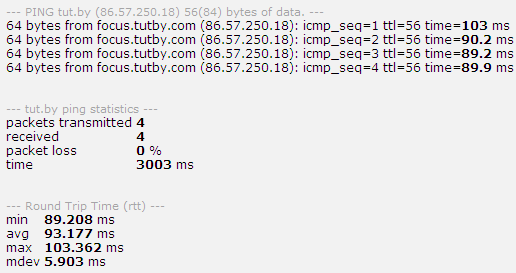 --- PING tut.by (86.57.250.18) 56(84) bytes of data. ---
64 bytes from focus.tutby.com (86.57.250.18): icmp_seq=1 ttl=56 time=103 ms
64 bytes from focus.tutby.com (86.57.250.18): icmp_seq=2 ttl=56 time=90.2 ms
64 bytes from focus.tutby.com (86.57.250.18): icmp_seq=3 ttl=56 time=89.2 ms
64 bytes from focus.tutby.com (86.57.250.18): icmp_seq=4 ttl=56 time=89.9 ms
--- tut.by ping statistics ---
packets transmitted 4
received 4
packet loss 0 %
time 3003 ms
--- Round Trip Time (rtt) ---
min 89.208 ms
avg 93.177 ms
max 103.362 ms
mdev 5.903 ms